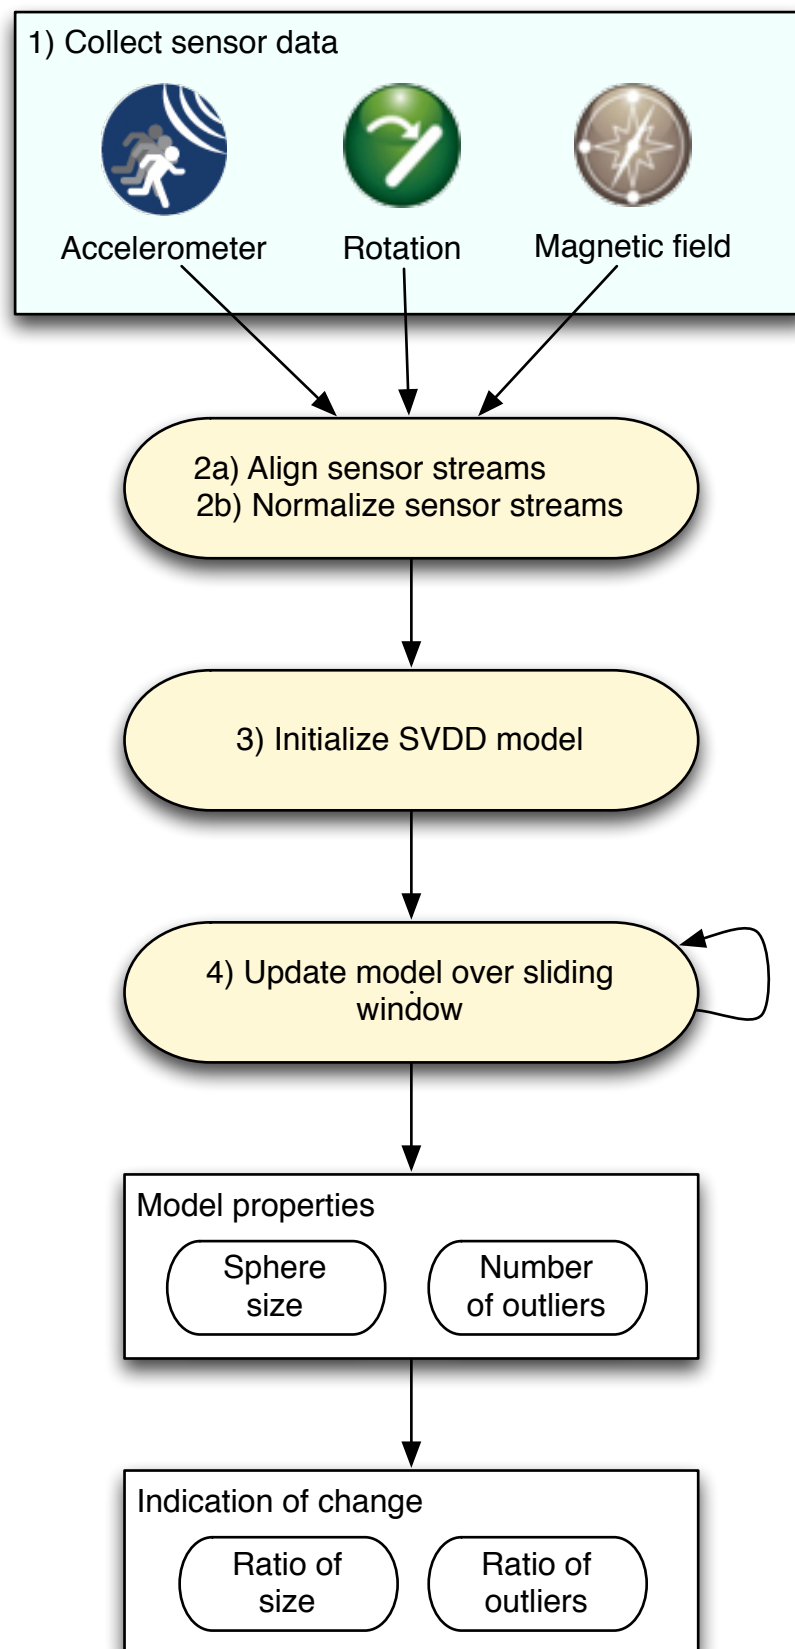 1) Collect sensor data
Accelerometer
Rotation
Magnetic field
2a) Align sensor streams
2b) Normalize sensor streams
3) Initialize SVDD model
4) Update model over sliding
window
Model properties
Sphere
size
Number
of outliers
Indication of change
Ratio of
size
Ratio of
outliers